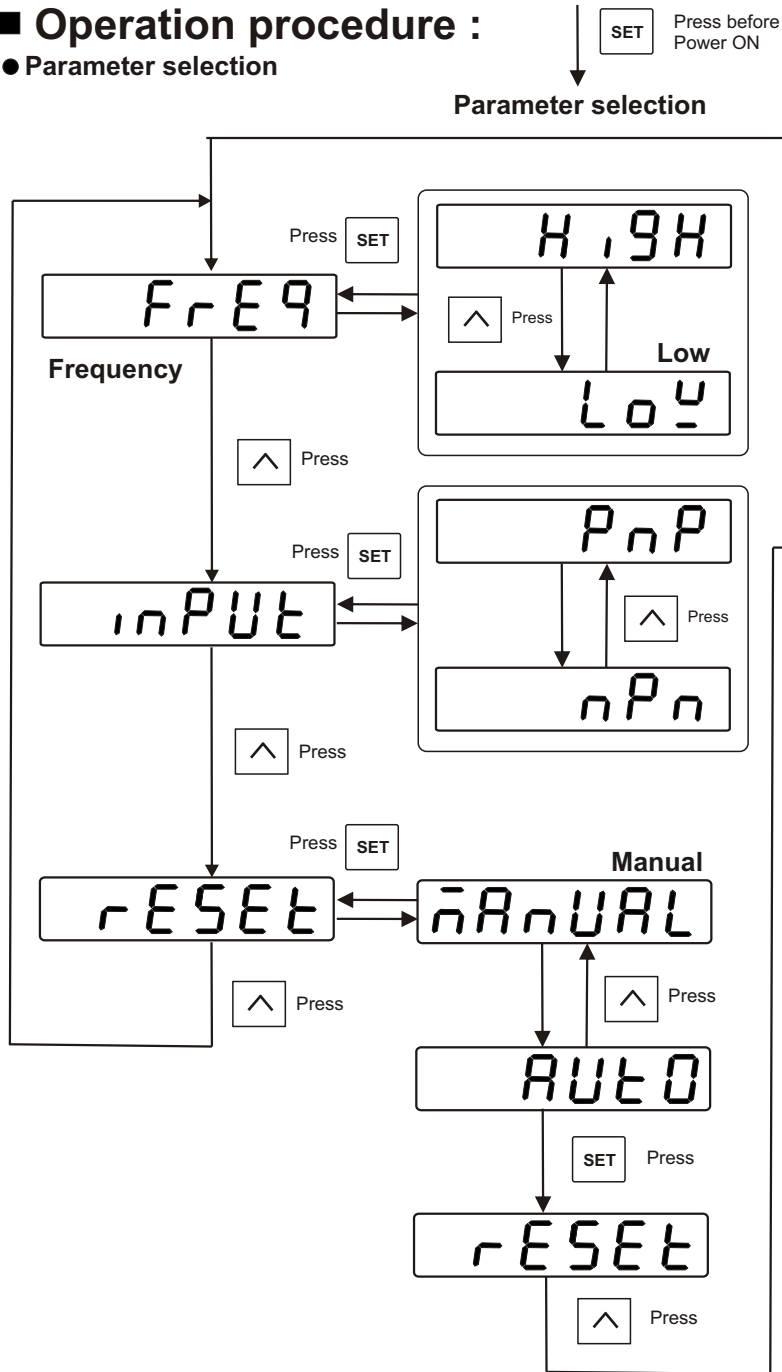 ■ Operation procedure :
● Parameter selection
SET Press before
Power ON
Parameter selection
Press SET
HigH
FrEq
Press
Low
Frequency
LoW
Press
Press SET
PnP
inPUt
Press
nPn
Press
Press SET
Manual
rESEt
mAnUAL
Press
Press
AUtO
SET Press
rESEt
Press